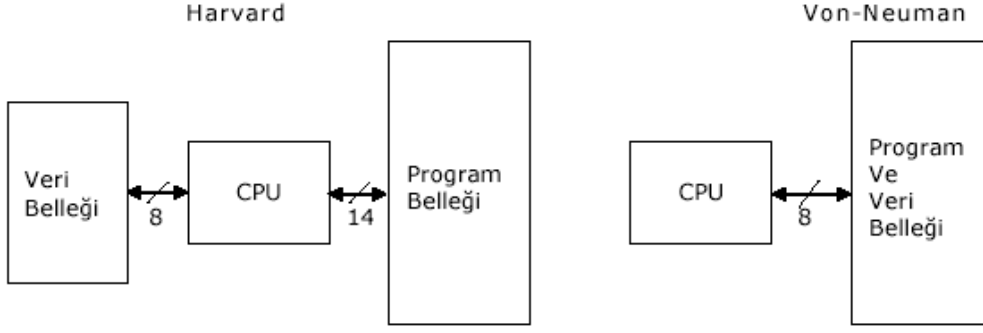 Harvard
Von-Neuman
Veri
Belleği
8
CPU
14
Program
Belleği
CPU
8
Program
Ve
Veri
Belleği